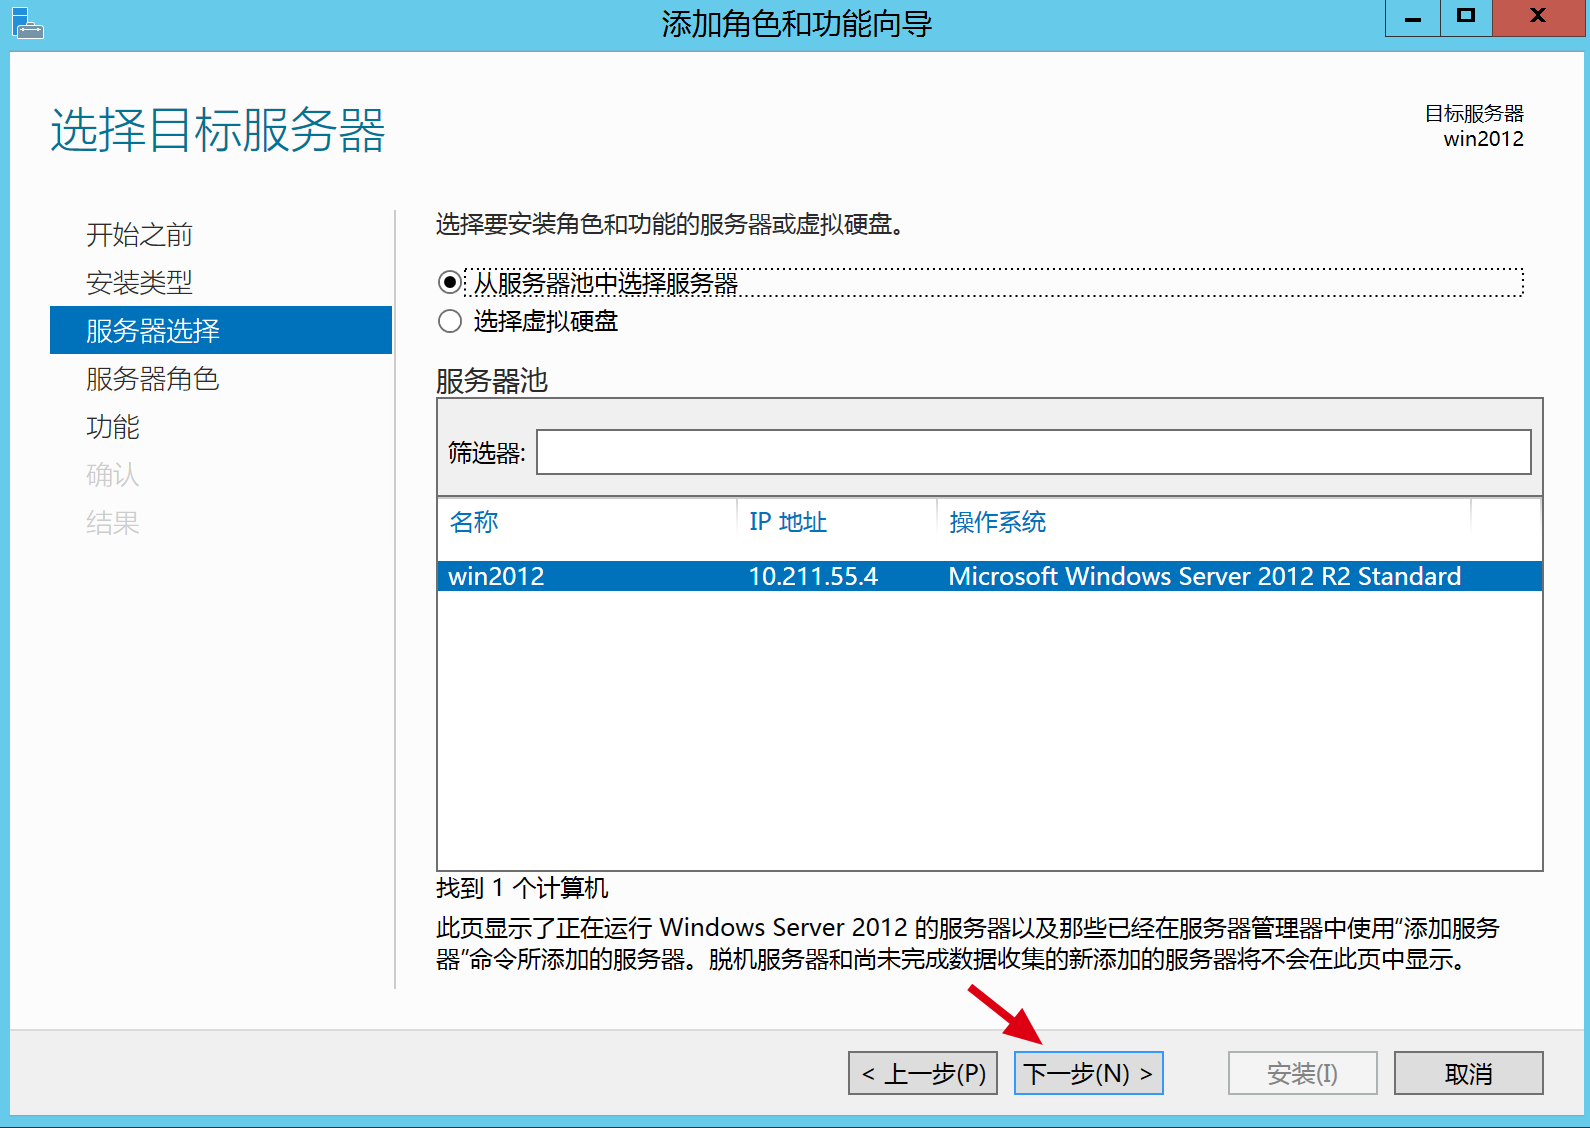 添加角色和功能向导
选择目标服务器
目标服务器
win2012
开始之前
安装类型
服务器选择
服务器角色
功能
确认
结果
选择要安装角色和功能的服务器或虚拟硬盘。
从服务器池中选择服务器
选择虚拟硬盘
服务器池
筛选器:
名称 IP 地址 操作系统
win2012 10.211.55.4 Microsoft Windows Server 2012 R2 Standard
找到 1 个计算机
此页显示了正在运行 Windows Server 2012 的服务器以及那些已经在服务器管理器中使用“添加服务
器”命令所添加的服务器。脱机服务器和尚未完成数据收集的新添加的服务器将不会在此页中显示。
< 上一步(P) 下一步(N) > 安装(I) 取消